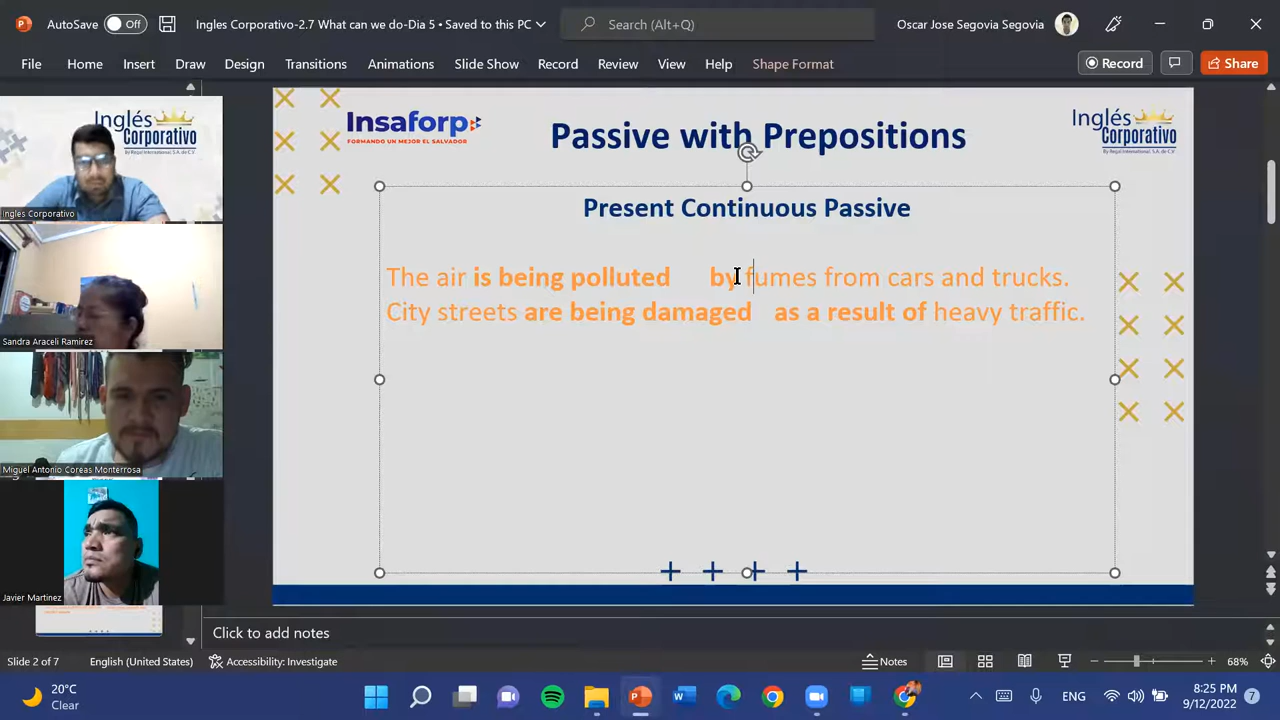 AutoSave Off Ingles Corporativo-2.7 What can we do-Dia 5 • Saved to this PC Search (Alt+Q) Oscar Jose Segovia Segovia
File Home Insert Draw Design Transitions Animations Slide Show Record Review View Help Shape Format Record Share
Inglés Corporativo
Ingles Corporativo
Sandra Araceli Ramirez
Miguel Antonio Coreas Monterrosa
Javier Martinez
Insaforp
FORMANDO UN MEJOR EL SALVADOR
Passive with Prepositions
Inglés Corporativo
By Regal International, S.A. de C.V.
Present Continuous Passive
The air is being polluted by fumes from cars and trucks.
City streets are being damaged as a result of heavy traffic.
Click to add notes
Slide 2 of 7 English (United States) Accessibility: Investigate Notes 68%
20°C
Clear
ENG
8:25 PM
9/12/2022
7